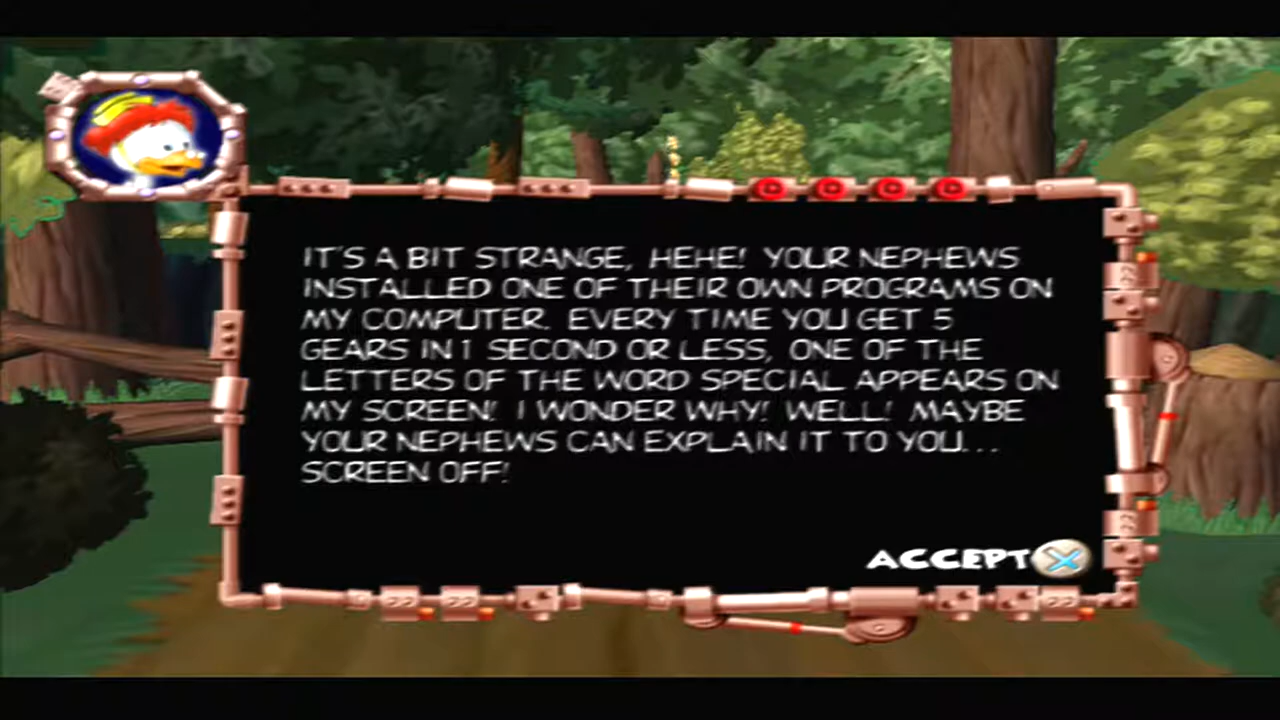 IT'S A BIT STRANGE, HEHE! YOUR NEPHEWS
INSTALLED ONE OF THEIR OWN PROGRAMS ON
MY COMPUTER. EVERY TIME YOU GET 5
GEARS IN 1 SECOND OR LESS, ONE OF THE
LETTERS OF THE WORD SPECIAL APPEARS ON
MY SCREEN! I WONDER WHY! WELL! MAYBE
YOUR NEPHEWS CAN EXPLAIN IT TO YOU...
SCREEN OFF!
ACCEPT